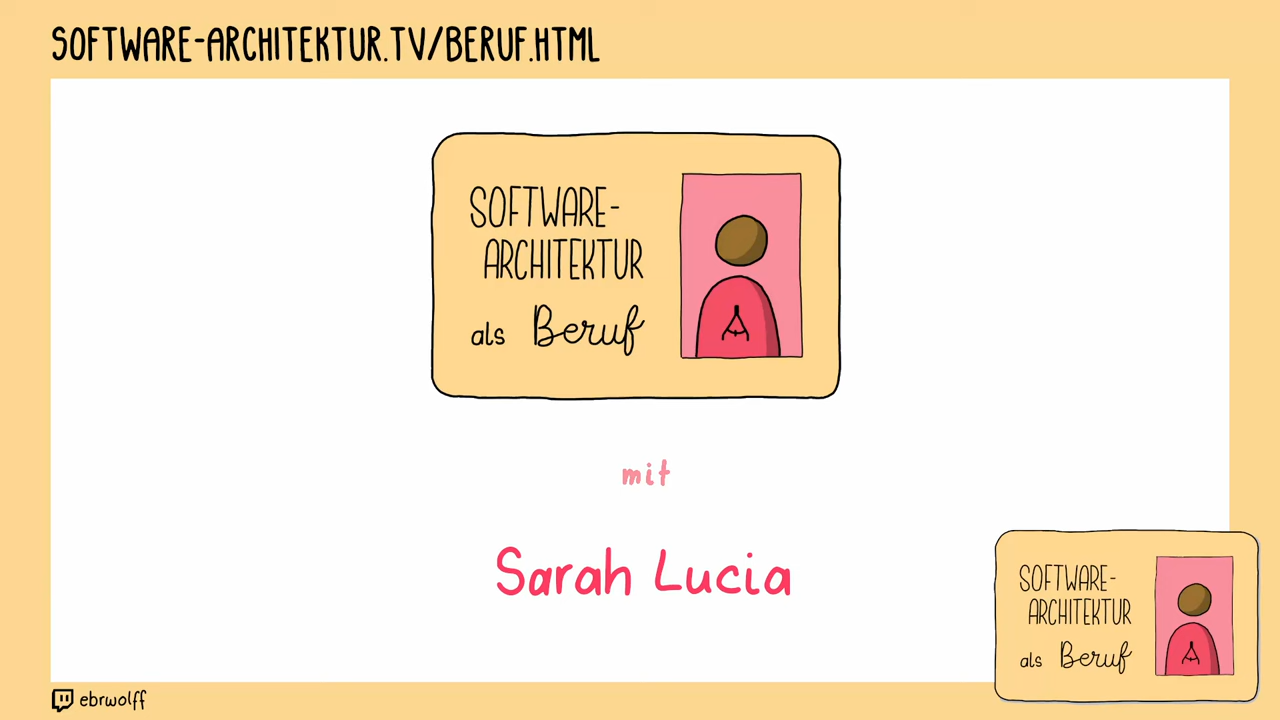 SOFTWARE-ARCHITEKTUR.TV/BERUF.HTML
SOFTWARE-
ARCHITEKTUR
als Beruf
mit
Sarah Lucia
SOFTWARE-
ARCHITEKTUR
als Beruf
ebrwolff